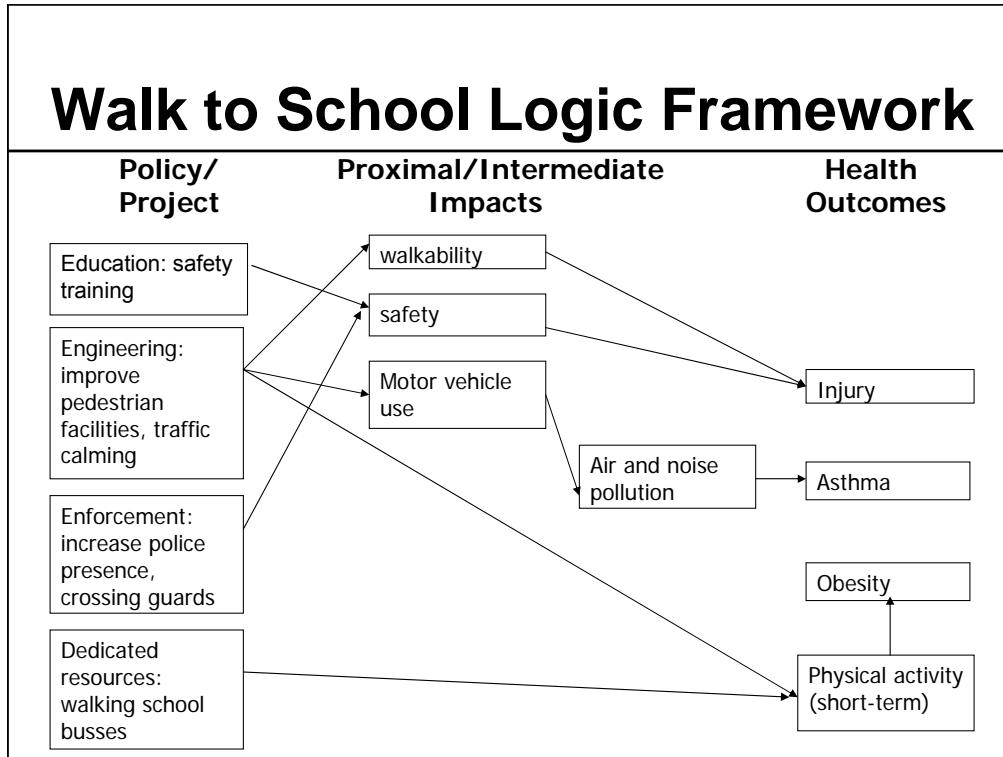 Walk to School Logic Framework
Policy/
Project
Proximal/Intermediate
Impacts
Health
Outcomes
Education: safety
training
Engineering:
improve
pedestrian
facilities, traffic
calming
Enforcement:
increase police
presence,
crossing guards
Dedicated
resources:
walking school
busses
walkability
safety
Motor vehicle
use
Air and noise
pollution
Injury
Asthma
Obesity
Physical activity
(short-term)